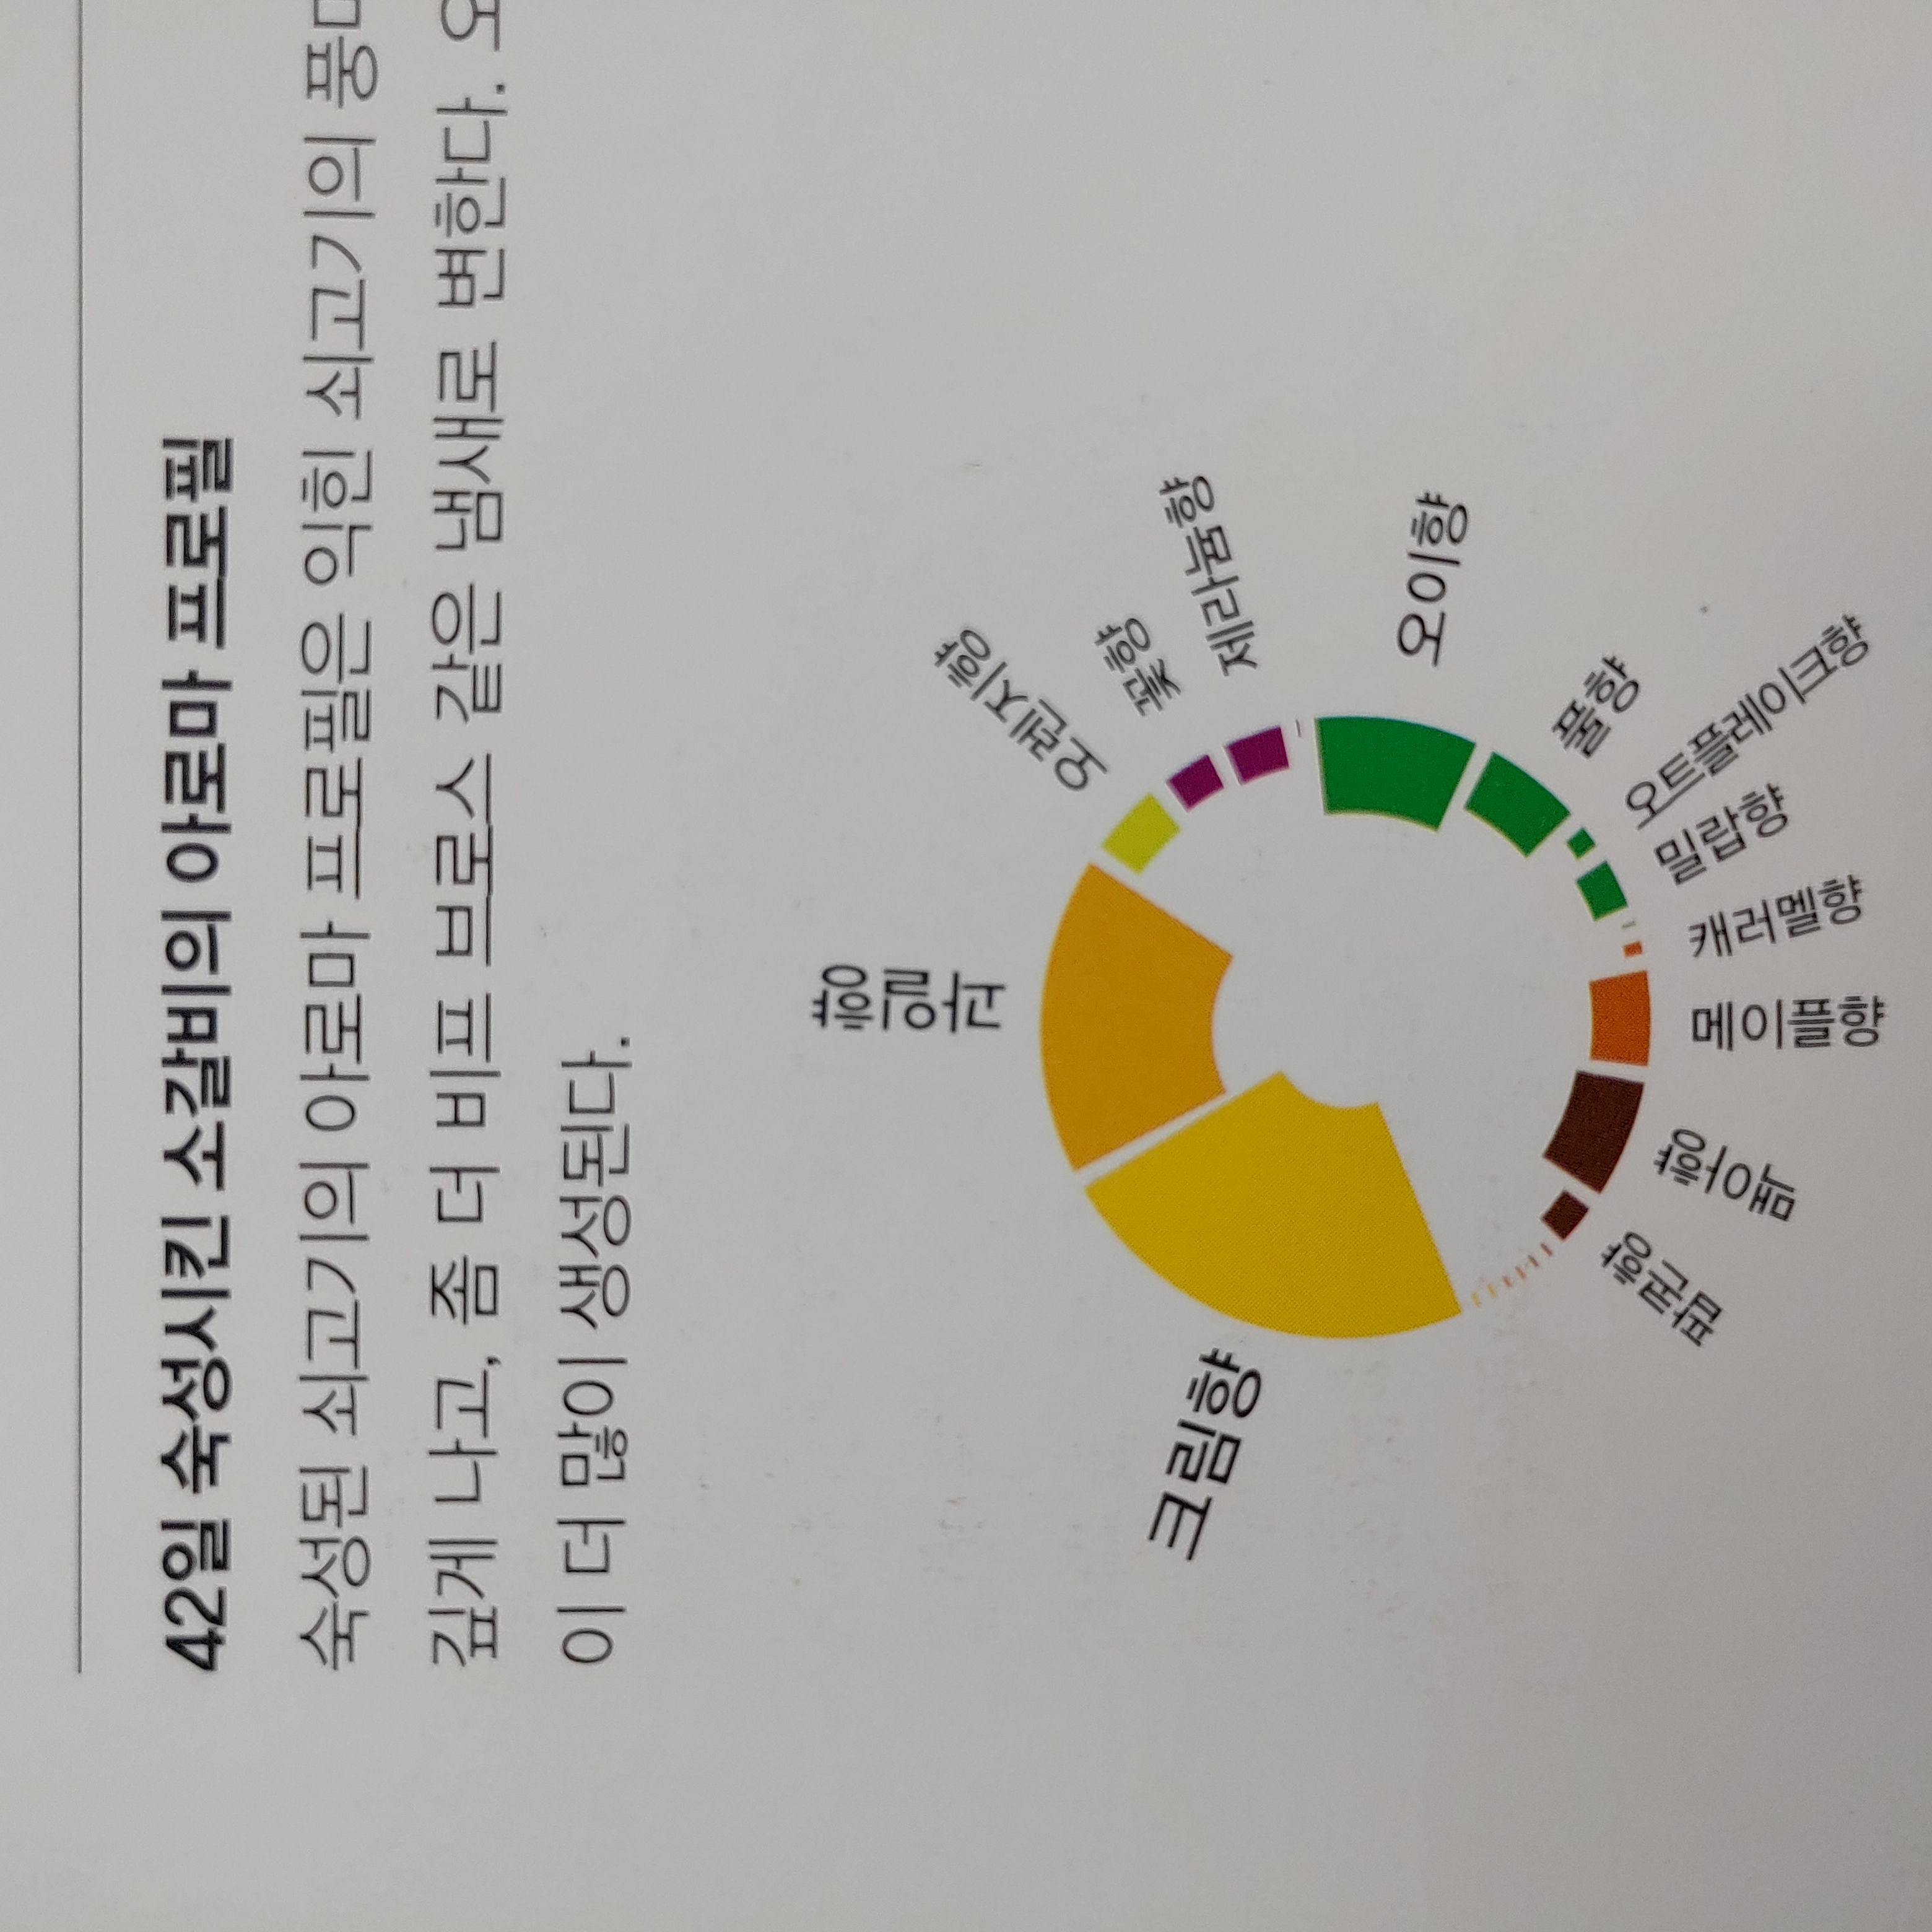 42일 숙성시킨 소갈비의 아로마 프로필
숙성된 쇠고기의 아로마 프로필은 익힌 쇠고기의
깊게 나고, 좀 더 비프 브로스 같은 냄새로 변한다.
이 더 많이 생성된다.
과일향
오렌지향
꽃향
제라늄향
오이향
풀향
오트플레이크향
밀랍향
캐러멜향
메이플향
맥아향
팝콘향
크림향